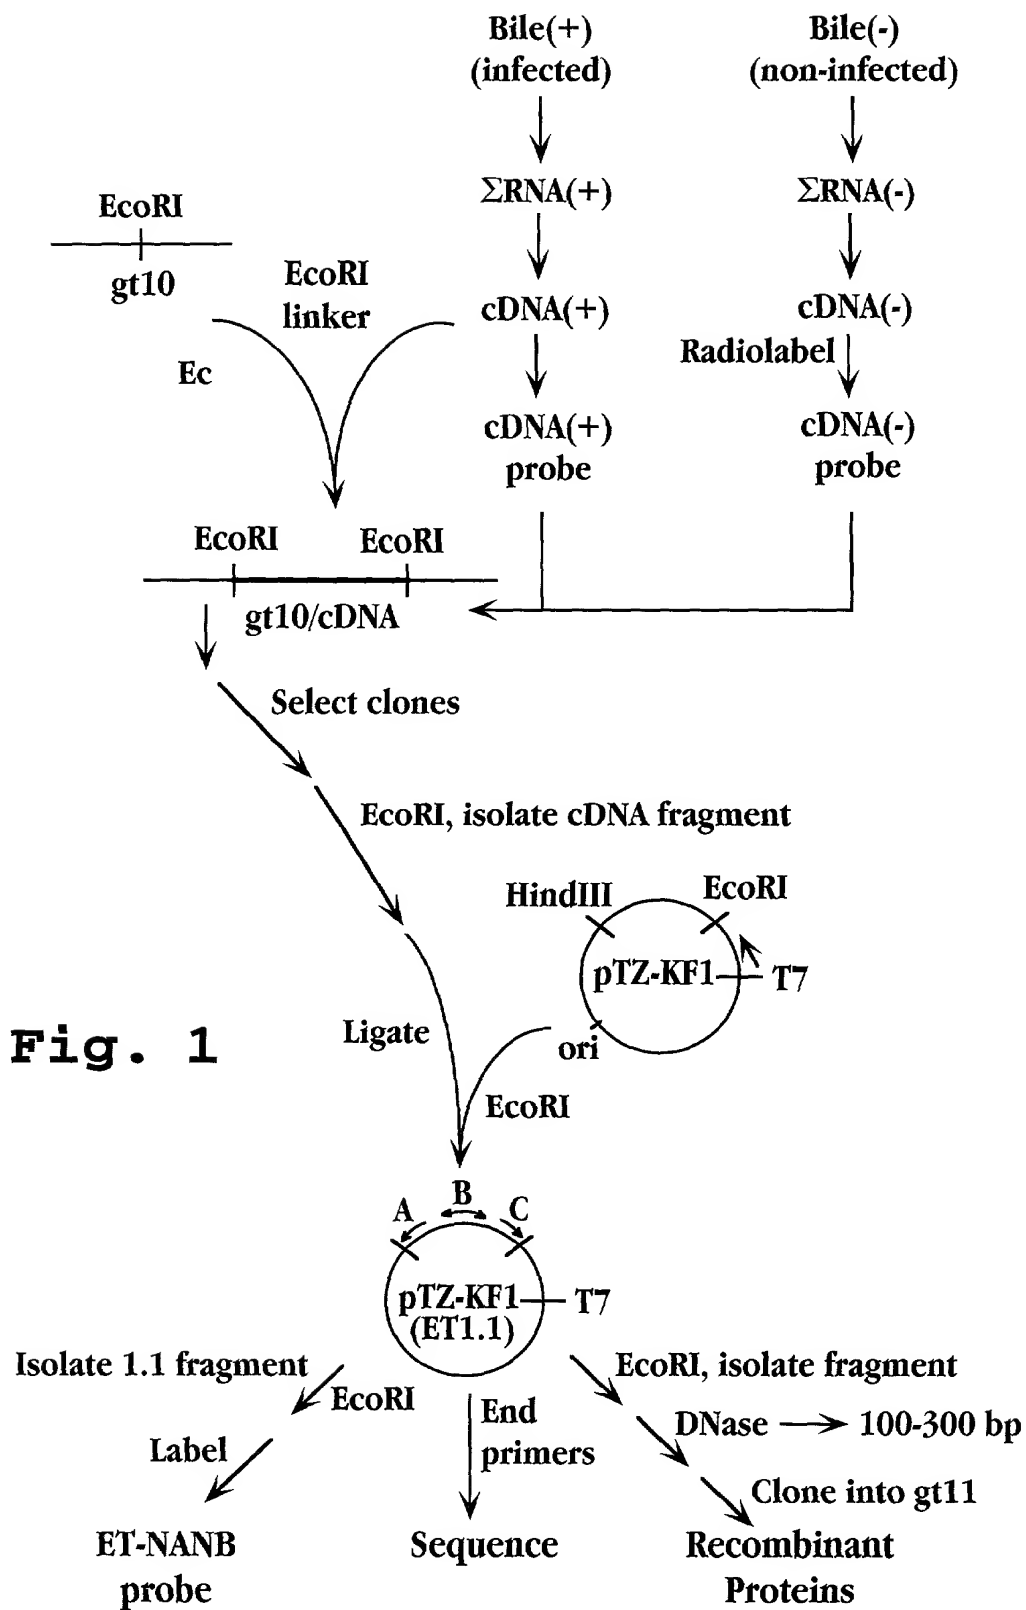 Bile(+)
(infected)
Bile(-)
(non-infected)
ΣRNA(+)
ΣRNA(-)
EcoRI
gt10
EcoRI
linker
cDNA(+)
cDNA(-)
Radiolabel
Ec
cDNA(+)
probe
cDNA(-)
probe
EcoRI
EcoRI
gt10/cDNA
Select clones
EcoRI, isolate cDNA fragment
HindIII
EcoRI
pTZ-KF1
T7
ori
Ligate
EcoRI
Fig. 1
A
B
C
pTZ-KF1
(ET1.1)
T7
Isolate 1.1 fragment
EcoRI
Label
ET-NANB
probe
End
primers
Sequence
EcoRI, isolate fragment
DNase
100-300 bp
Clone into gt11
Recombinant
Proteins